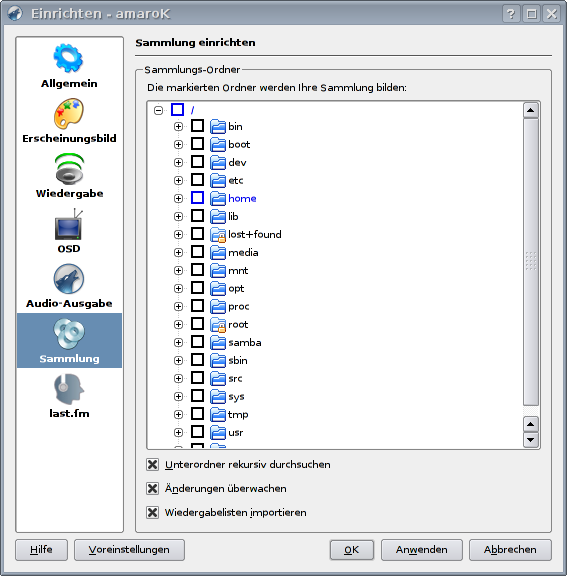 Einrichten - amaroK
Sammlung einrichten
Allgemein
Erscheinungsbild
Wiedergabe
OSD
Audio-Ausgabe
Sammlung
last.fm
Sammlungs-Ordner
Die markierten Ordner werden Ihre Sammlung bilden:
/
bin
boot
dev
etc
home
lib
lost+found
media
mnt
opt
proc
root
samba
sbin
src
sys
tmp
usr
Unterordner rekursiv durchsuchen
Änderungen überwachen
Wiedergabelisten importieren
Hilfe
Voreinstellungen
OK
Anwenden
Abbrechen